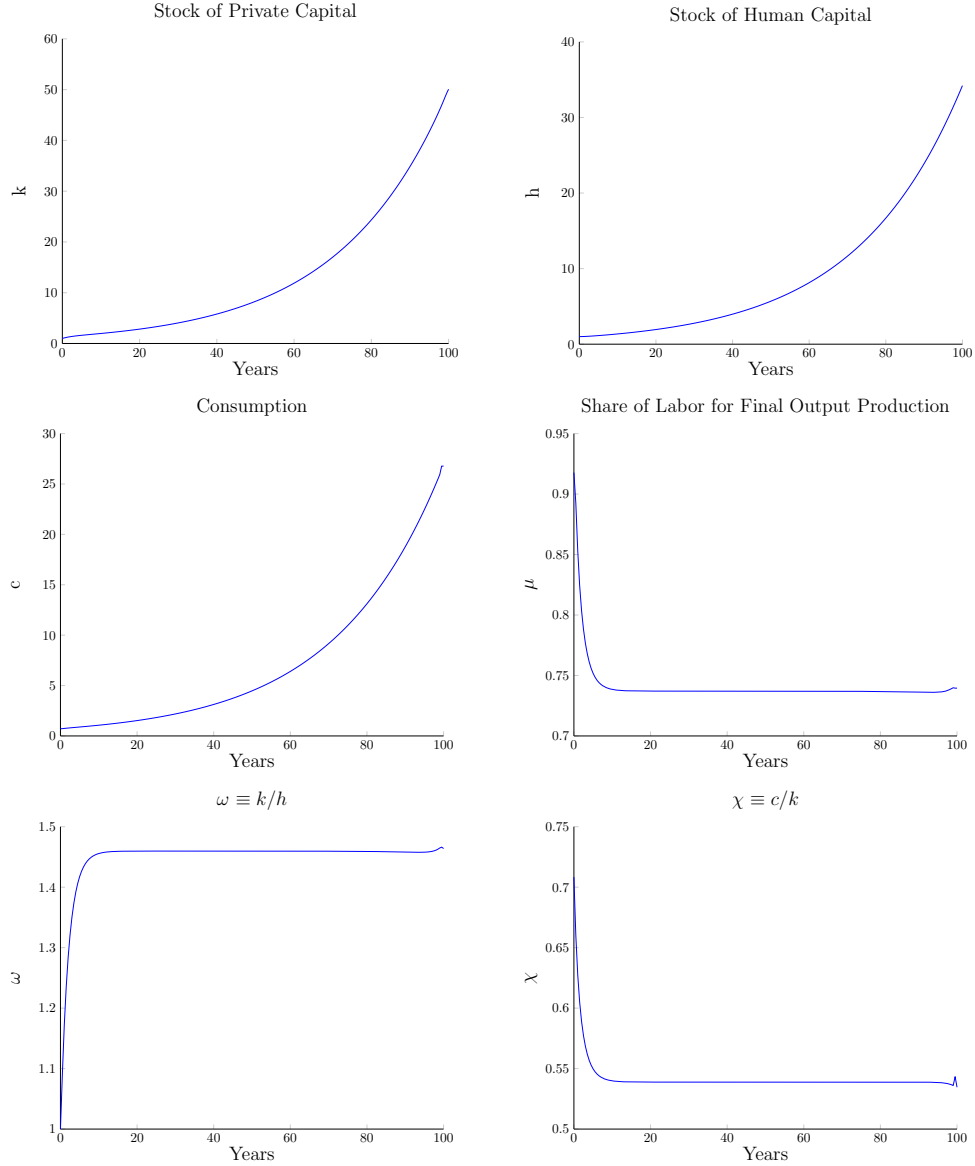 Stock of Private Capital
60
50
40
30
20
10
0
k
0 20 40 60 80 100
Years
Stock of Human Capital
40
30
20
10
0
h
0 20 40 60 80 100
Years
Consumption
30
25
20
15
10
5
0
c
0 20 40 60 80 100
Years
Share of Labor for Final Output Production
0.95
0.9
0.85
0.8
0.75
0.7
μ
0 20 40 60 80 100
Years
ω ≡ k/h
1.5
1.4
1.3
1.2
1.1
1
ω
0 20 40 60 80 100
Years
χ ≡ c/k
0.75
0.7
0.65
0.6
0.55
0.5
χ
0 20 40 60 80 100
Years